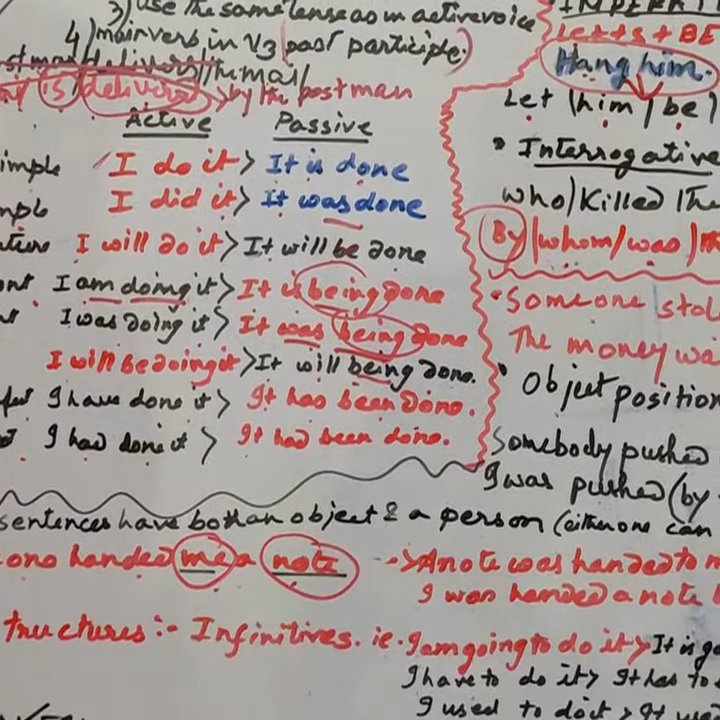 3) use the same tense as in active voice
4) main verb in V3 past participle.
is delivered > by the postman
Active Passive
I do it > It is done
I did it > It was done
I will do it > It will be done
I am doing it > It is being done
I was doing it > It was being done
I will be doing it > It will being done.
I have done it > It has been done.
I had done it > It had been done.
sentences have both an object & a person (either one can
handed me a note -> A note was handed to
I was handed a note
Infinitives. ie. I am going to do it > It is
I have to do it > It has to
I used to do it > It
Let + s + BE
Hang him.
Let (him / be)
• Interrogative
who / Killed / The
By / whom / was /
• Someone
The money
• Object position
Somebody pushed
I was pushed (by